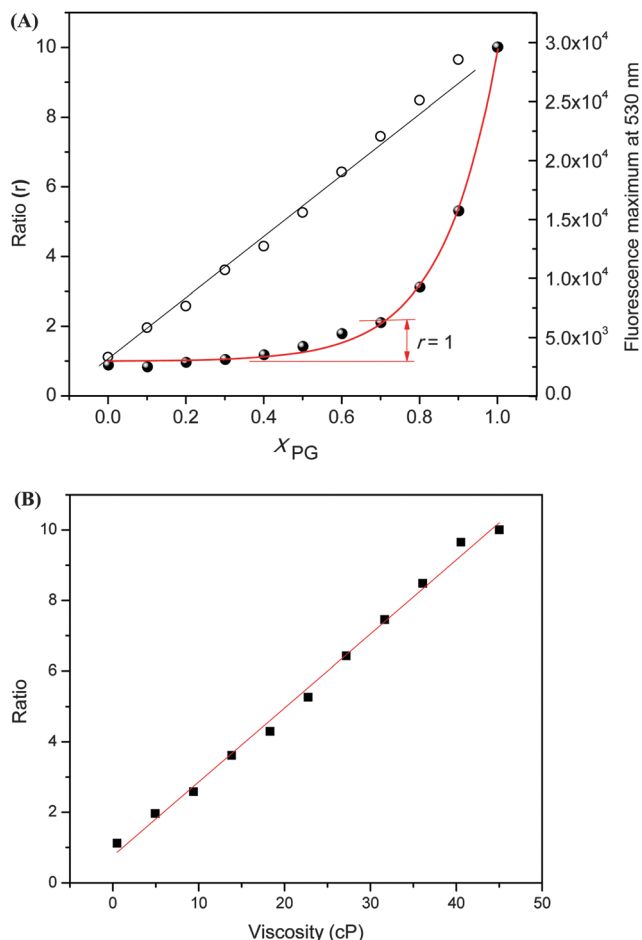 (A)
10
8
6
4
2
0
Ratio (r)
3.0x10⁴
2.5x10⁴
2.0x10⁴
1.5x10⁴
1.0x10⁴
5.0x10³
0.0
Fluorescence maximum at 530 nm
r = 1
0.0 0.2 0.4 0.6 0.8 1.0
X PG
(B)
10
8
6
4
2
0
Ratio
0 10 20 30 40 50
Viscosity (cP)